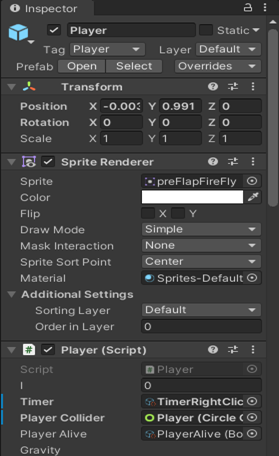 Inspector
Player
Static
Tag Player Layer Default
Prefab Open Select Overrides
Transform
Position X -0.003 Y 0.991 Z 0
Rotation X 0 Y 0 Z 0
Scale X 1 Y 1 Z 1
Sprite Renderer
Sprite preFlapFireFly
Color
Flip X Y
Draw Mode Simple
Mask Interaction None
Sprite Sort Point Center
Material Sprites-Default
Additional Settings
Sorting Layer Default
Order in Layer 0
# Player (Script)
Script # Player
I 0
Timer TimerRightClic
Player Collider Player (Circle C
Player Alive PlayerAlive (Bo
Gravity